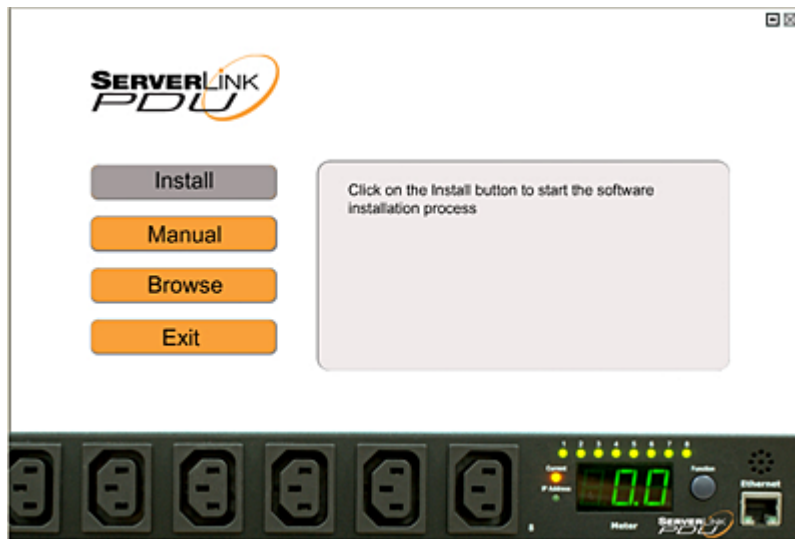 SERVERLINK
PDU
Install
Manual
Browse
Exit
Click on the Install button to start the software
installation process
1 2 3 4 5 6 7 8
Current
IP Address
0.0
Function
Ethernet
8
Meter
SERVERLINK
PDU